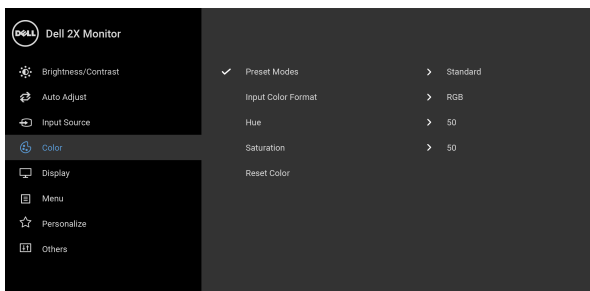 DELL Dell 2X Monitor
Brightness/Contrast
Auto Adjust
Input Source
Color
Display
Menu
Personalize
Others
Preset Modes Standard
Input Color Format RGB
Hue 50
Saturation 50
Reset Color